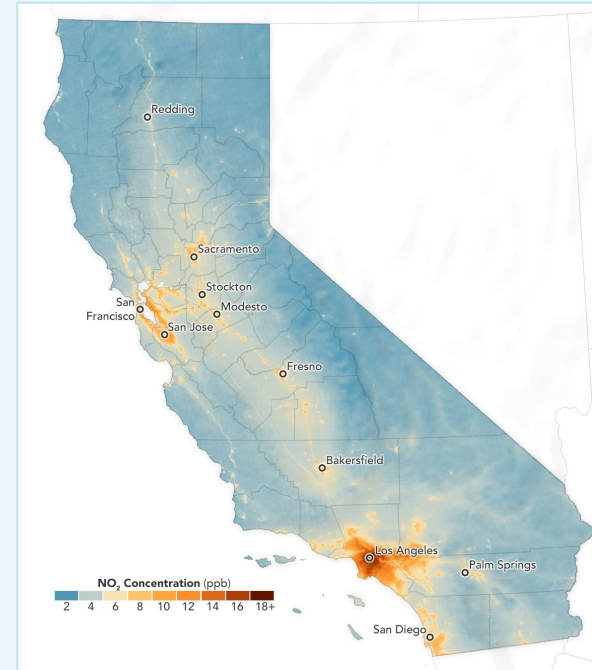 Redding
Sacramento
Stockton
San
Francisco
Modesto
San Jose
Fresno
Bakersfield
Los Angeles
Palm Springs
San Diego
NOx Concentration (ppb)
2 4 6 8 10 12 14 16 18+